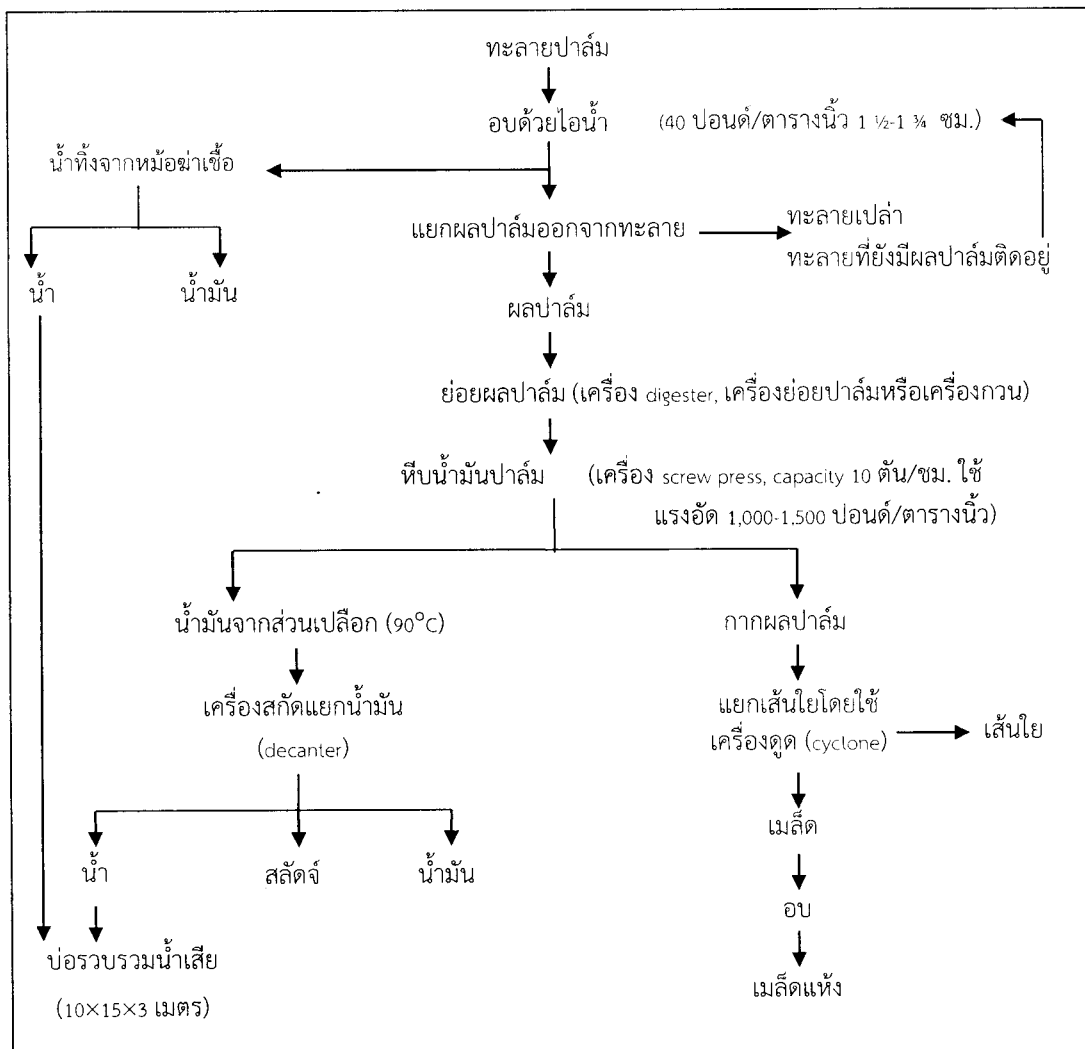 ทะลายปาล์ม
อบด้วยไอน้ำ (40 ปอนด์/ตารางนิ้ว 1 ½-1 ¾ ซม.)
น้ำทิ้งจากหม้อฆ่าเชื้อ
แยกผลปาล์มออกจากทะลาย
ทะลายเปล่า
ทะลายที่ยังมีผลปาล์มติดอยู่
น้ำ
น้ำมัน
ผลปาล์ม
ย่อยผลปาล์ม (เครื่อง digester, เครื่องย่อยปาล์มหรือเครื่องกวน)
หีบน้ำมันปาล์ม (เครื่อง screw press, capacity 10 ตัน/ชม. ใช้
แรงอัด 1,000-1,500 ปอนด์/ตารางนิ้ว)
น้ำมันจากส่วนเปลือก (90°C)
กากผลปาล์ม
เครื่องสกัดแยกน้ำมัน
(decanter)
แยกเส้นใยโดยใช้
เครื่องดูด (cyclone)
เส้นใย
เมล็ด
น้ำ
สลัดจ์
น้ำมัน
อบ
บ่อรวบรวมน้ำเสีย
(10×15×3 เมตร)
เมล็ดแห้ง